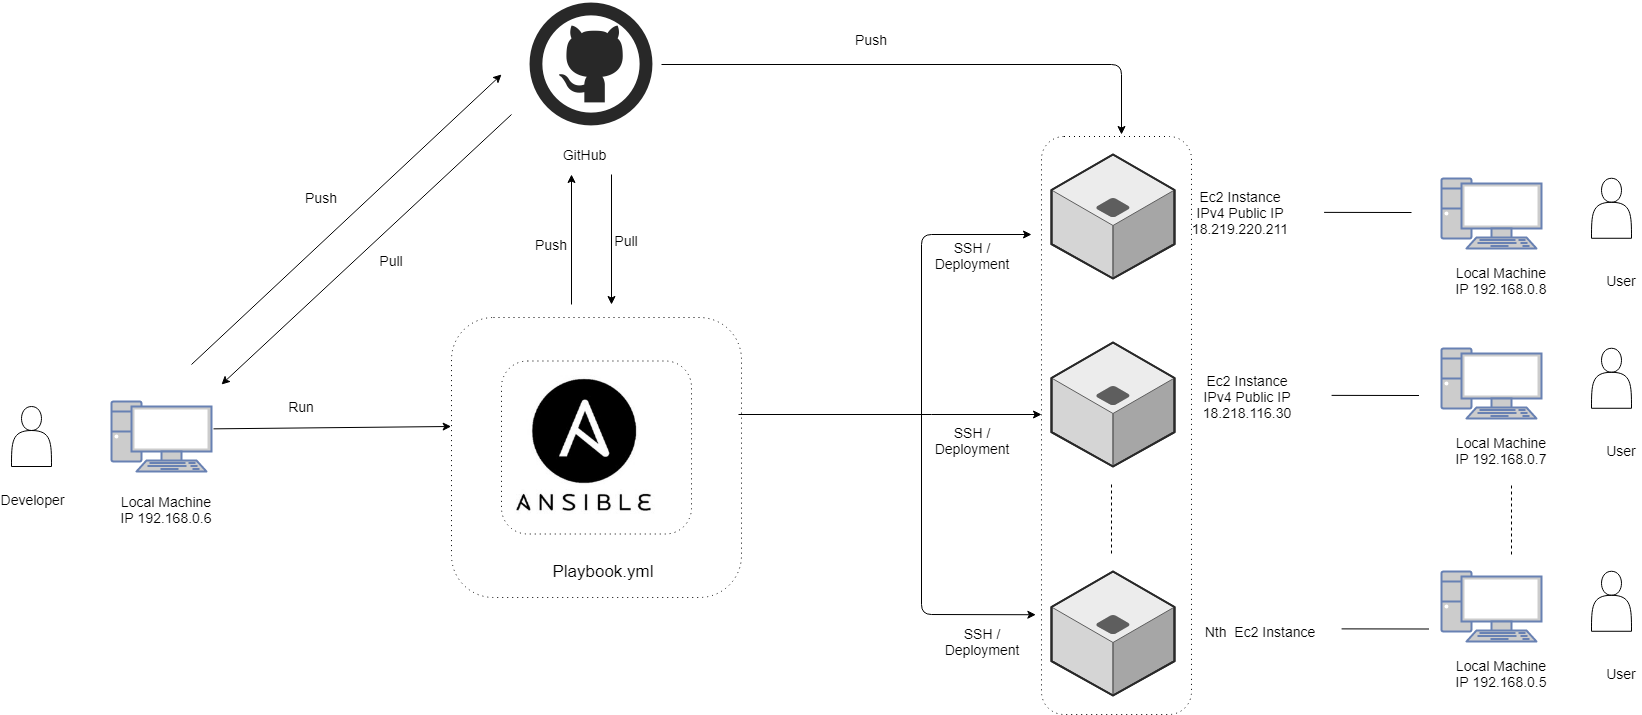 Push
GitHub
Push
Pull
Push
Pull
Run
Developer
Local Machine
IP 192.168.0.6
ANSIBLE
Playbook.yml
SSH /
Deployment
SSH /
Deployment
SSH /
Deployment
Ec2 Instance
IPv4 Public IP
18.219.220.211
Ec2 Instance
IPv4 Public IP
18.218.116.30
Nth Ec2 Instance
Local Machine
IP 192.168.0.8
User
Local Machine
IP 192.168.0.7
User
Local Machine
IP 192.168.0.5
User